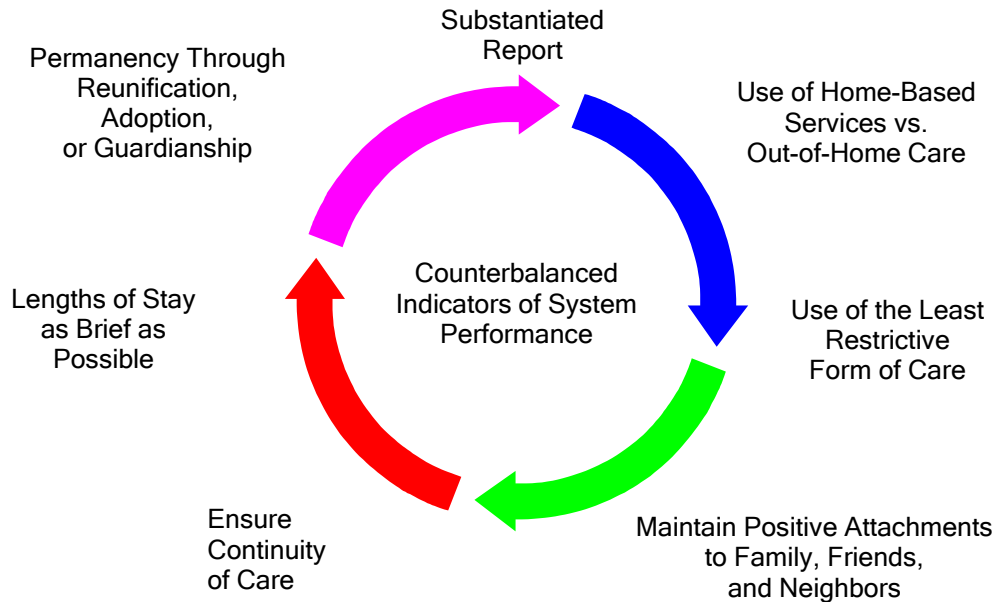 Substantiated
Report
Use of Home-Based
Services vs.
Out-of-Home Care
Use of the Least
Restrictive
Form of Care
Maintain Positive Attachments
to Family, Friends,
and Neighbors
Ensure
Continuity
of Care
Lengths of Stay
as Brief as
Possible
Permanency Through
Reunification,
Adoption,
or Guardianship
Counterbalanced
Indicators of System
Performance